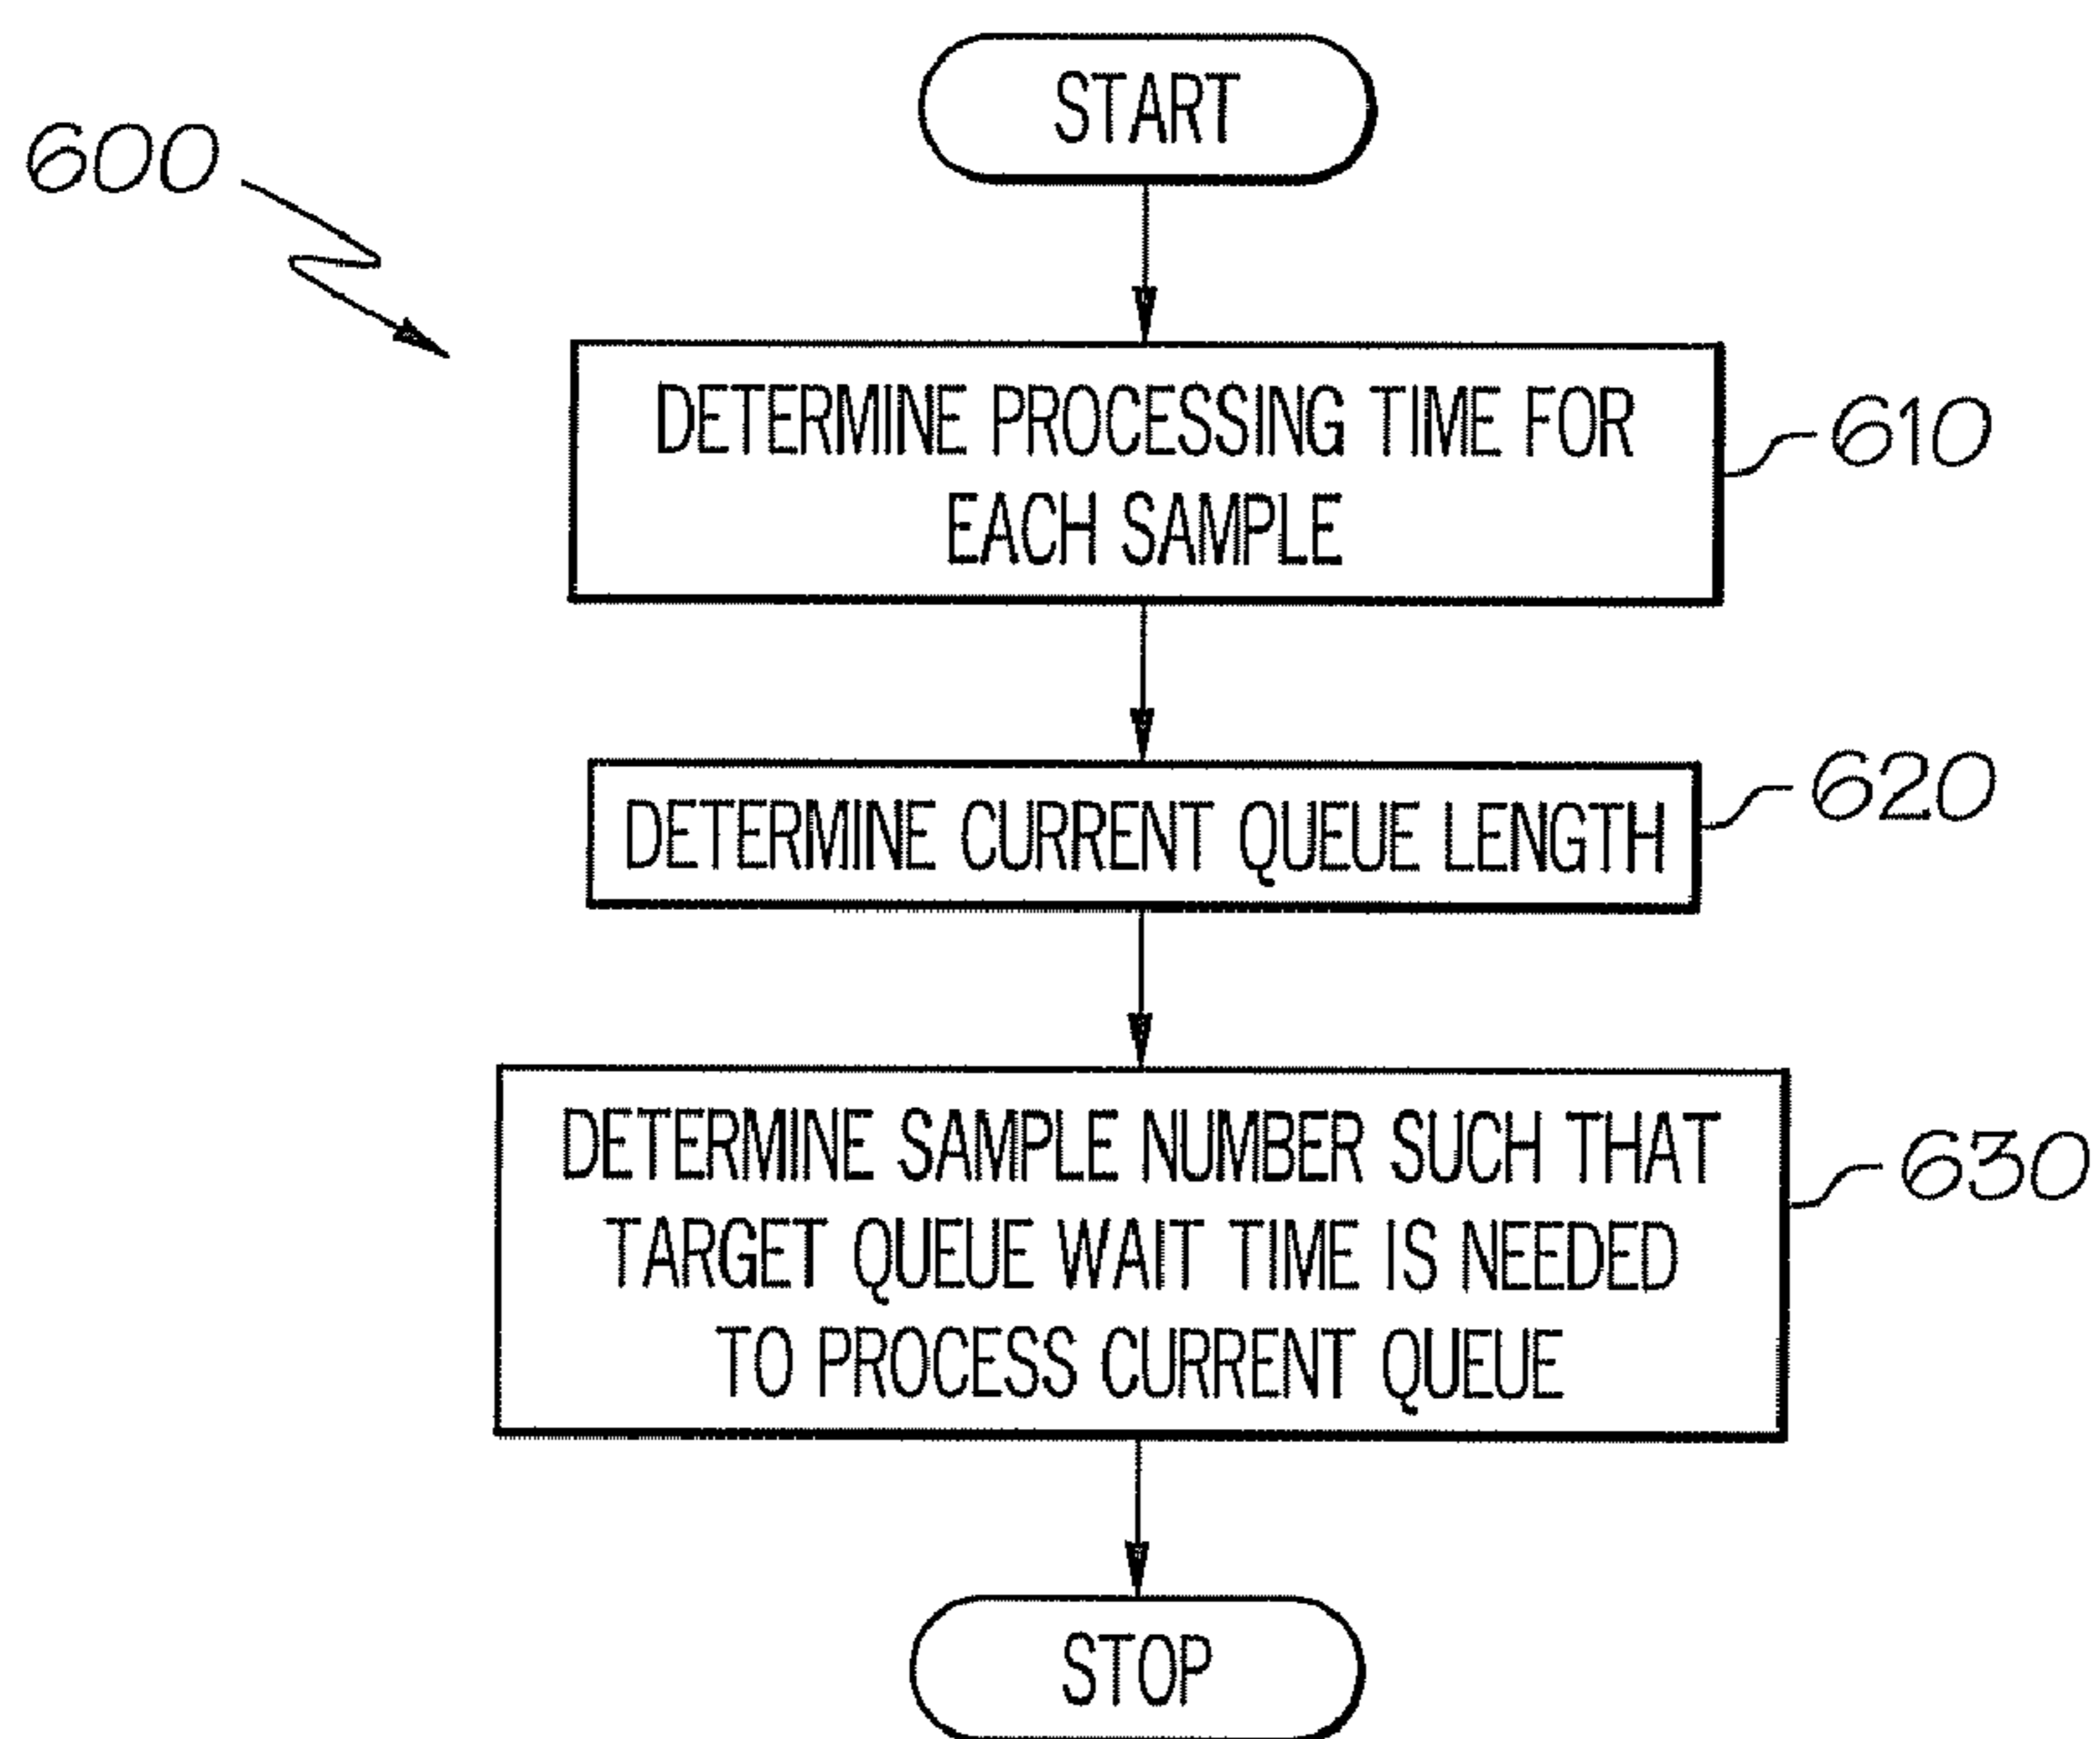 START
600
DETERMINE PROCESSING TIME FOR
EACH SAMPLE
610
DETERMINE CURRENT QUEUE LENGTH
620
DETERMINE SAMPLE NUMBER SUCH THAT
TARGET QUEUE WAIT TIME IS NEEDED
TO PROCESS CURRENT QUEUE
630
STOP